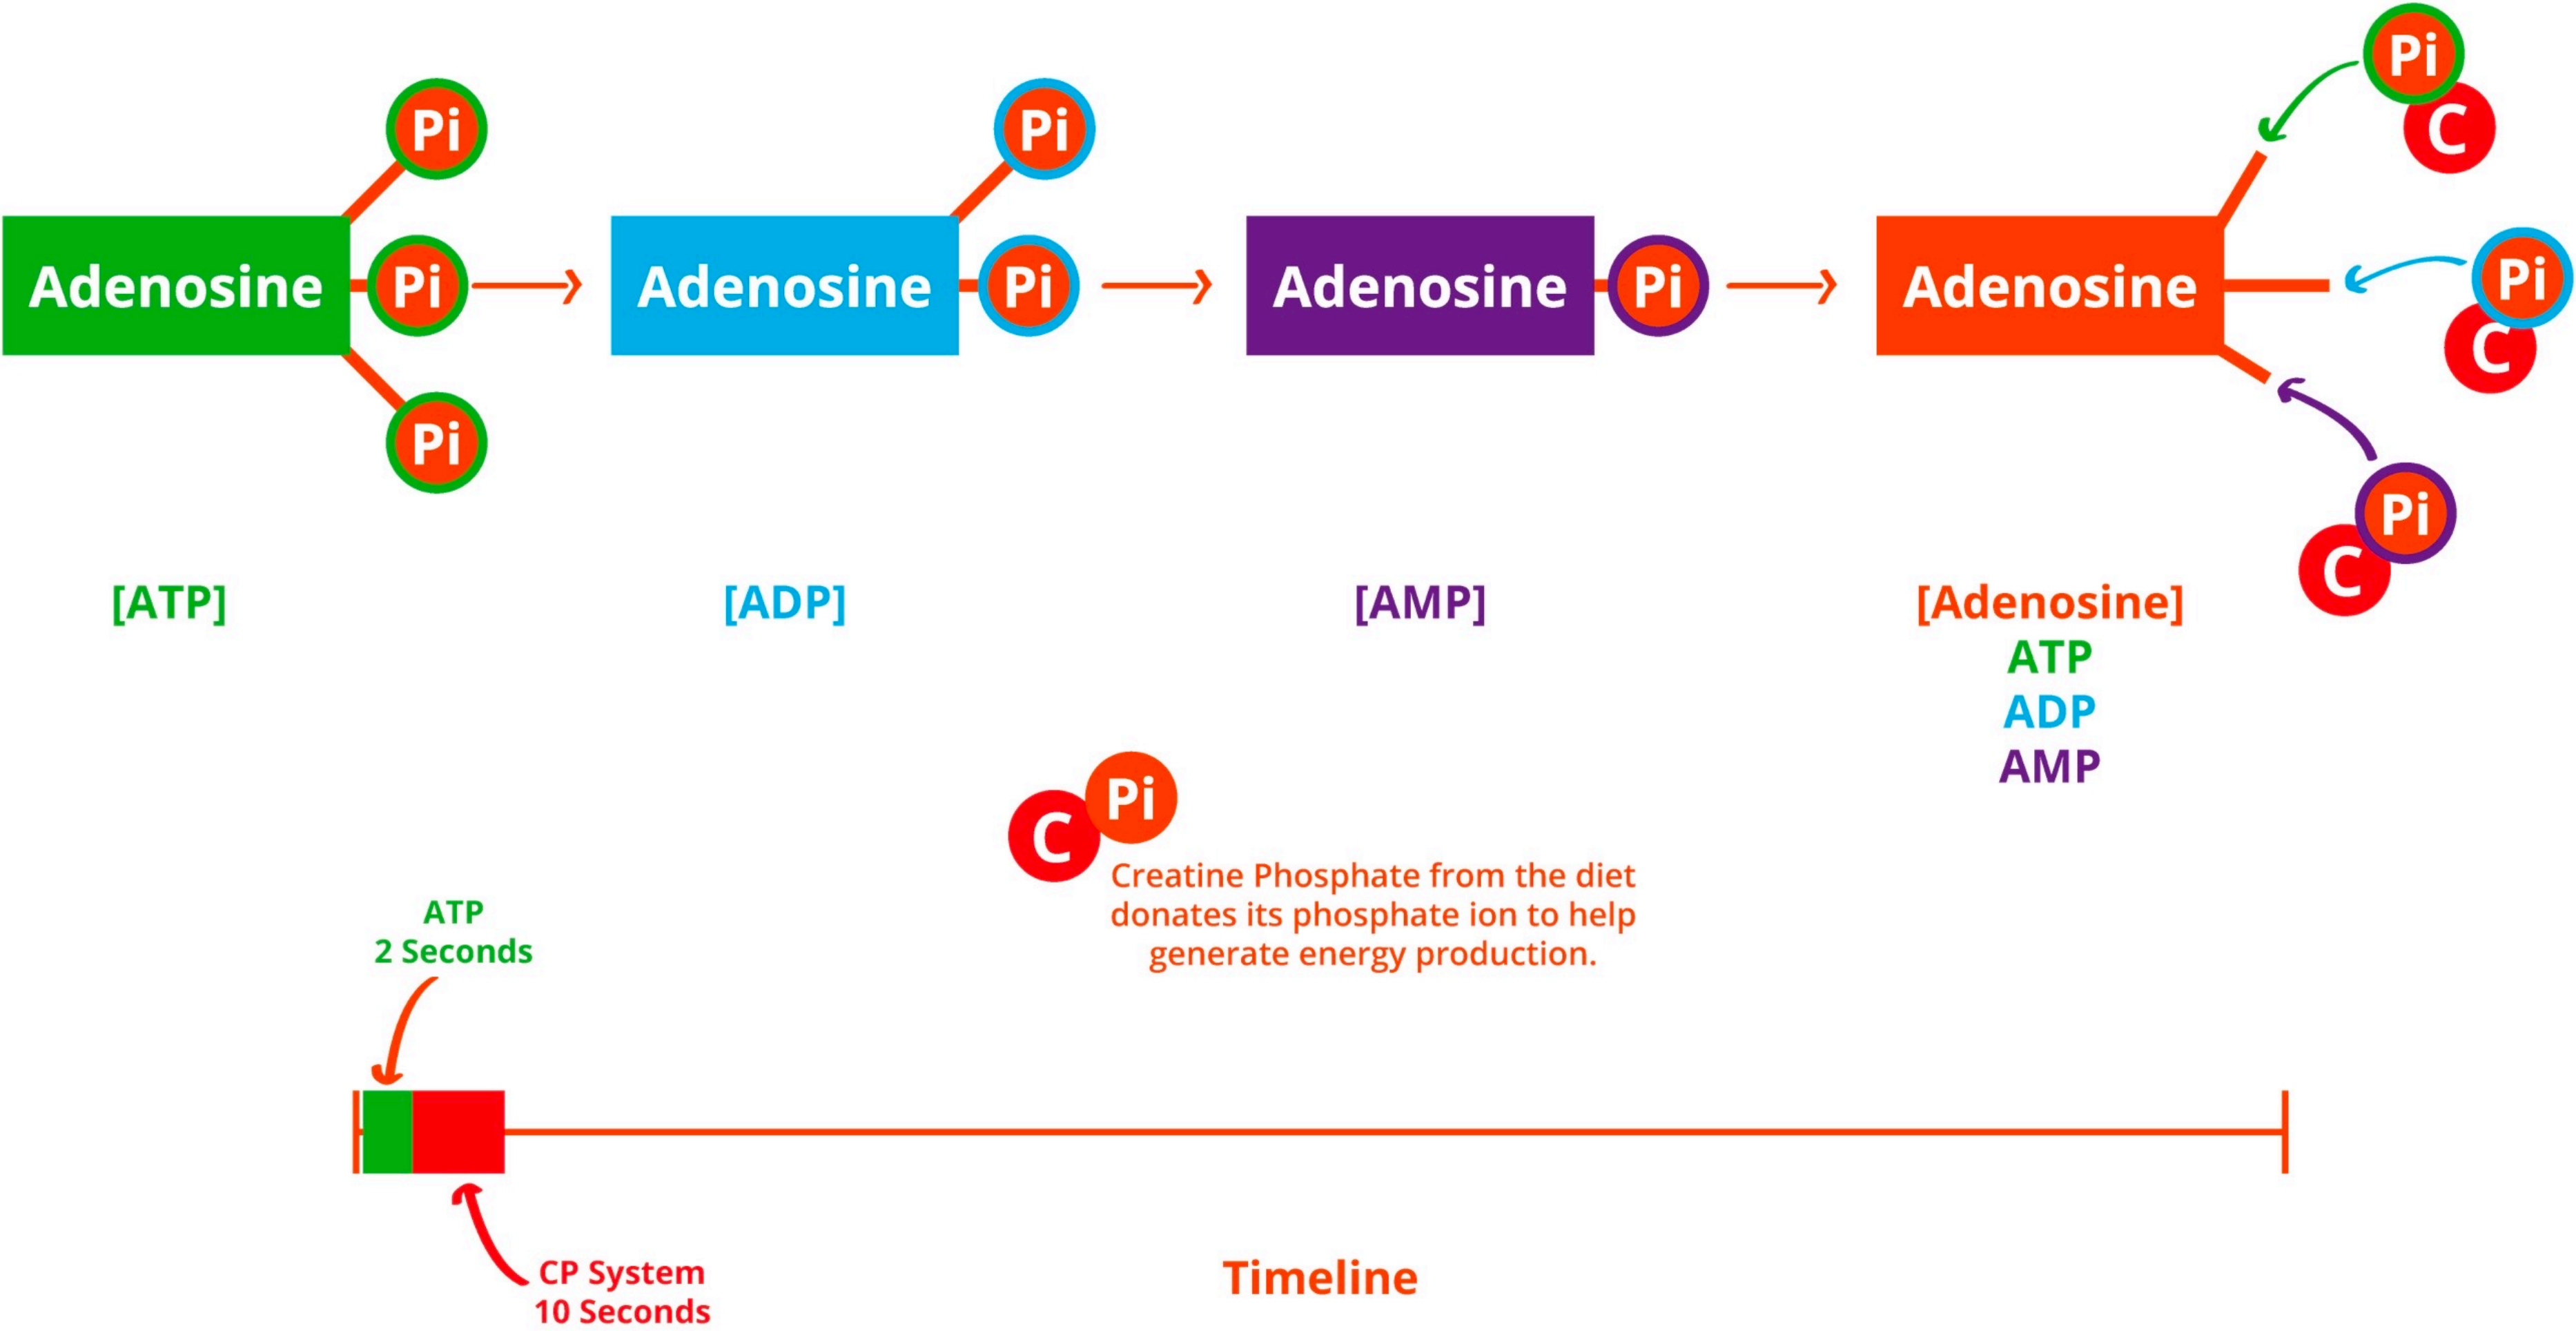 Pi
Pi
Pi
C
Adenosine
Pi
Adenosine
Pi
Adenosine
Pi
Adenosine
Pi
C
Pi
Pi
C
[ATP]
[ADP]
[AMP]
[Adenosine]
ATP
ADP
AMP
C
Pi
Creatine Phosphate from the diet
donates its phosphate ion to help
generate energy production.
ATP
2 Seconds
CP System
10 Seconds
Timeline